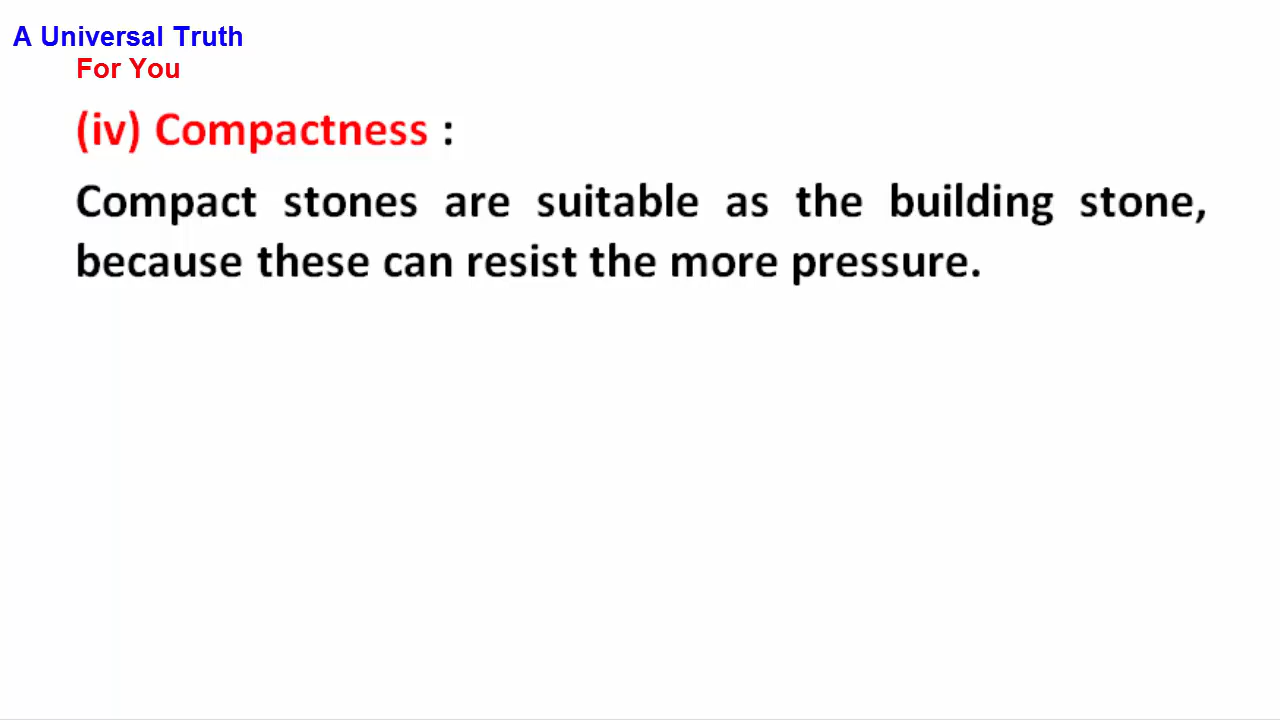 A Universal Truth
For You
(iv) Compactness :
Compact stones are suitable as the building stone,
because these can resist the more pressure.